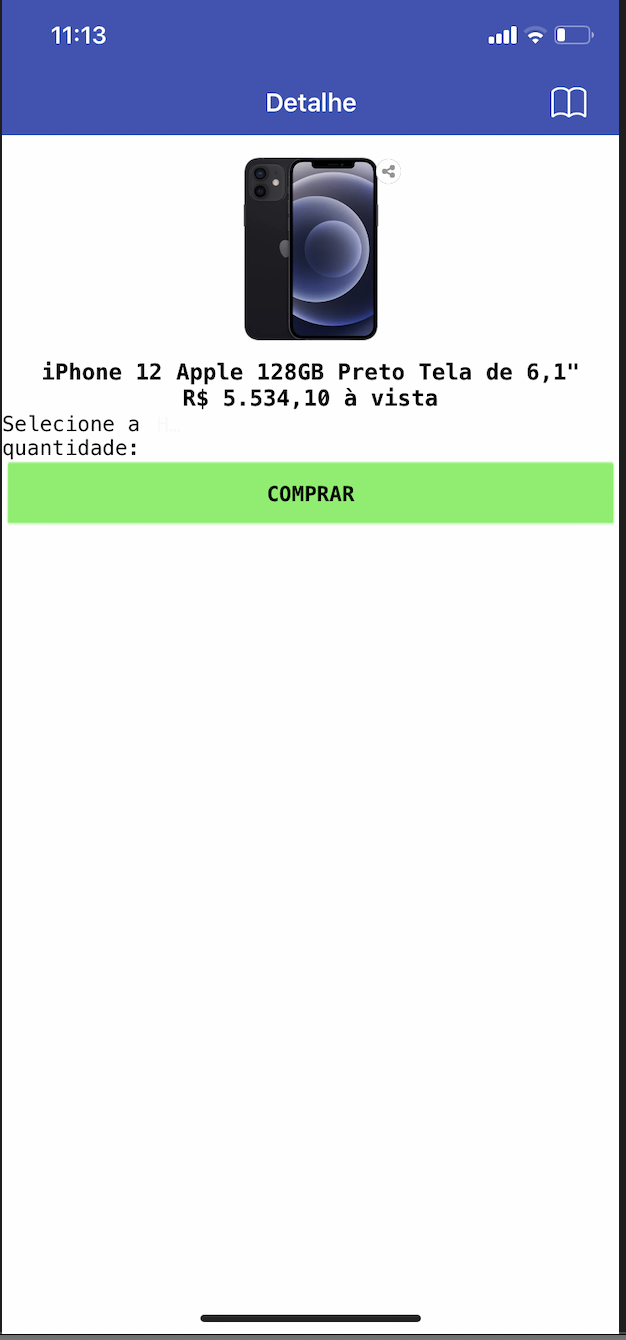 11:13
Detalhe
iPhone 12 Apple 128GB Preto Tela de 6,1"
R$ 5.534,10 à vista
Selecione a
quantidade:
COMPRAR